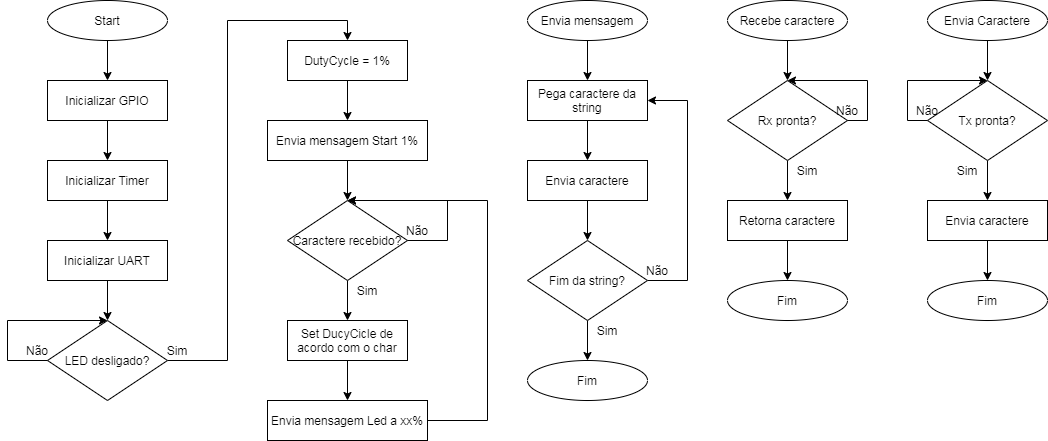 Start
Inicializar GPIO
Inicializar Timer
Inicializar UART
LED desligado?
Não
Sim
DutyCycle = 1%
Envia mensagem Start 1%
Caractere recebido?
Não
Sim
Set DucyCicle de
acordo com o char
Envia mensagem Led a xx%
Envia mensagem
Pega caractere da
string
Envia caractere
Fim da string?
Não
Sim
Fim
Recebe caractere
Rx pronta?
Não
Sim
Retorna caractere
Fim
Envia Caractere
Tx pronta?
Não
Sim
Envia caractere
Fim